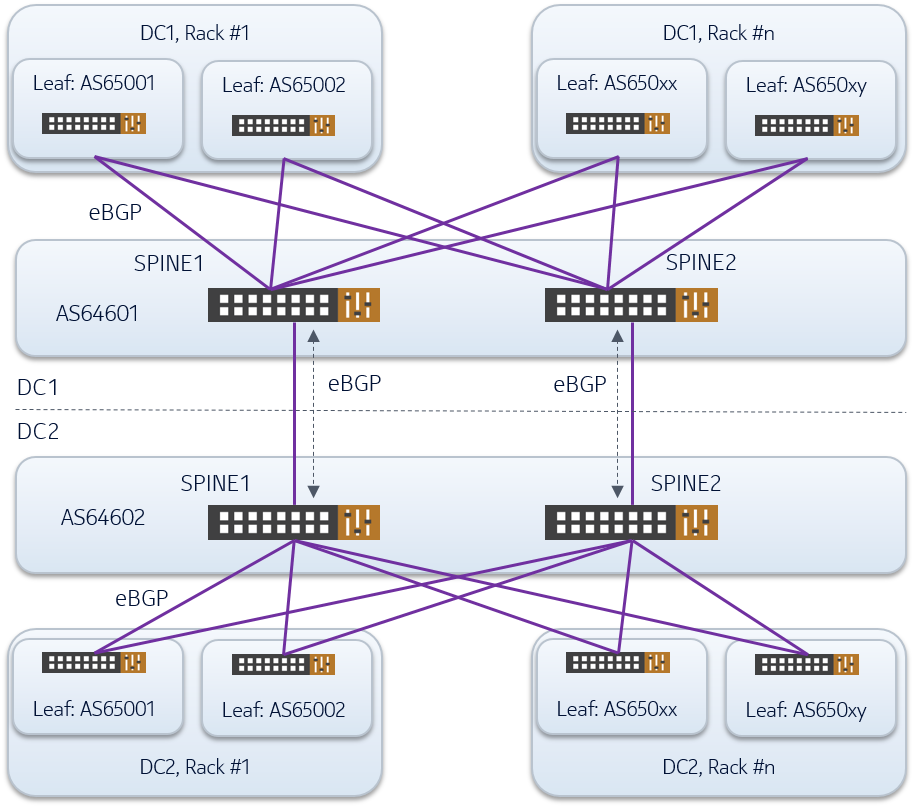 DC1, Rack #1
DC1, Rack #n
Leaf: AS65001
Leaf: AS65002
Leaf: AS650xx
Leaf: AS650xy
eBGP
SPINE1
SPINE2
AS64601
eBGP
eBGP
DC1
DC2
SPINE1
SPINE2
AS64602
eBGP
Leaf: AS65001
Leaf: AS65002
Leaf: AS650xx
Leaf: AS650xy
DC2, Rack #1
DC2, Rack #n